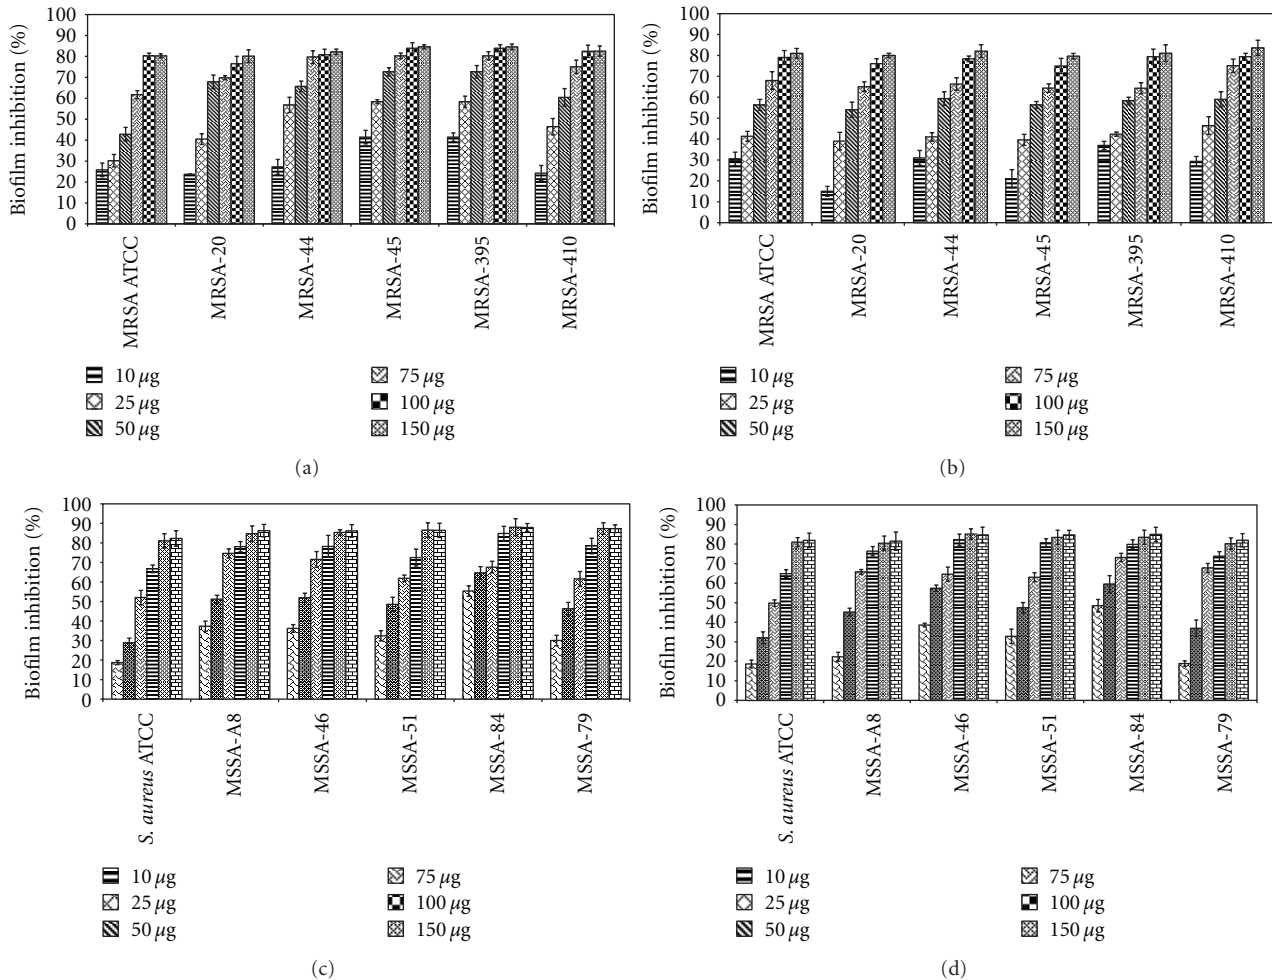 Biofilm inhibition (%)
100
90
80
70
60
50
40
30
20
10
0
MRSA ATCC
MRSA-20
MRSA-44
MRSA-45
MRSA-395
MRSA-410
10 µg
25 µg
50 µg
75 µg
100 µg
150 µg
(a)
Biofilm inhibition (%)
100
90
80
70
60
50
40
30
20
10
0
MRSA ATCC
MRSA-20
MRSA-44
MRSA-45
MRSA-395
MRSA-410
10 µg
25 µg
50 µg
75 µg
100 µg
150 µg
(b)
Biofilm inhibition (%)
100
90
80
70
60
50
40
30
20
10
0
S. aureus ATCC
MSSA-A8
MSSA-46
MSSA-51
MSSA-84
MSSA-79
10 µg
25 µg
50 µg
75 µg
100 µg
150 µg
(c)
Biofilm inhibition (%)
100
90
80
70
60
50
40
30
20
10
0
S. aureus ATCC
MSSA-A8
MSSA-46
MSSA-51
MSSA-84
MSSA-79
10 µg
25 µg
50 µg
75 µg
100 µg
150 µg
(d)